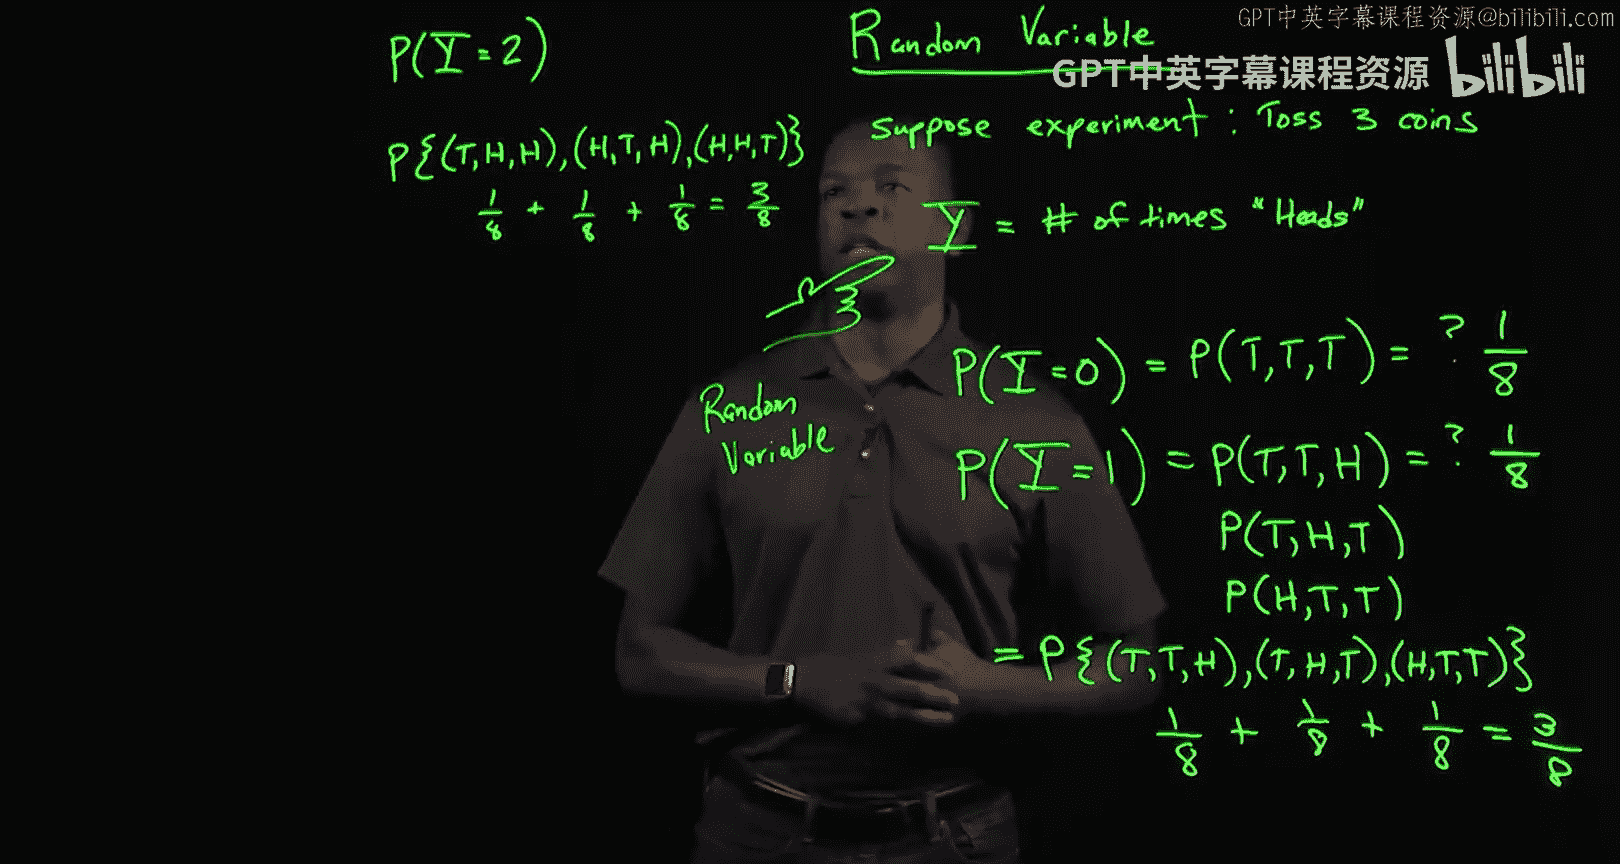 GPT中英字幕课程资源@bilibili.com
GPT中英字幕课程资源 bilibili
Random Variable
Suppose experiment : Toss 3 coins
Y = # of times "Heads"
P(Y=0) = P(T,T,T) = ? 1/8
P(Y=1) = P(T,T,H) = ? 1/8
P(T,H,T)
P(H,T,T)
= P{(T,T,H),(T,H,T),(H,T,T)}
1/8 + 1/8 + 1/8 = 3/8
P(Y=2)
P{(T,H,H),(H,T,H),(H,H,T)}
1/8 + 1/8 + 1/8 = 3/8
Random
Variable